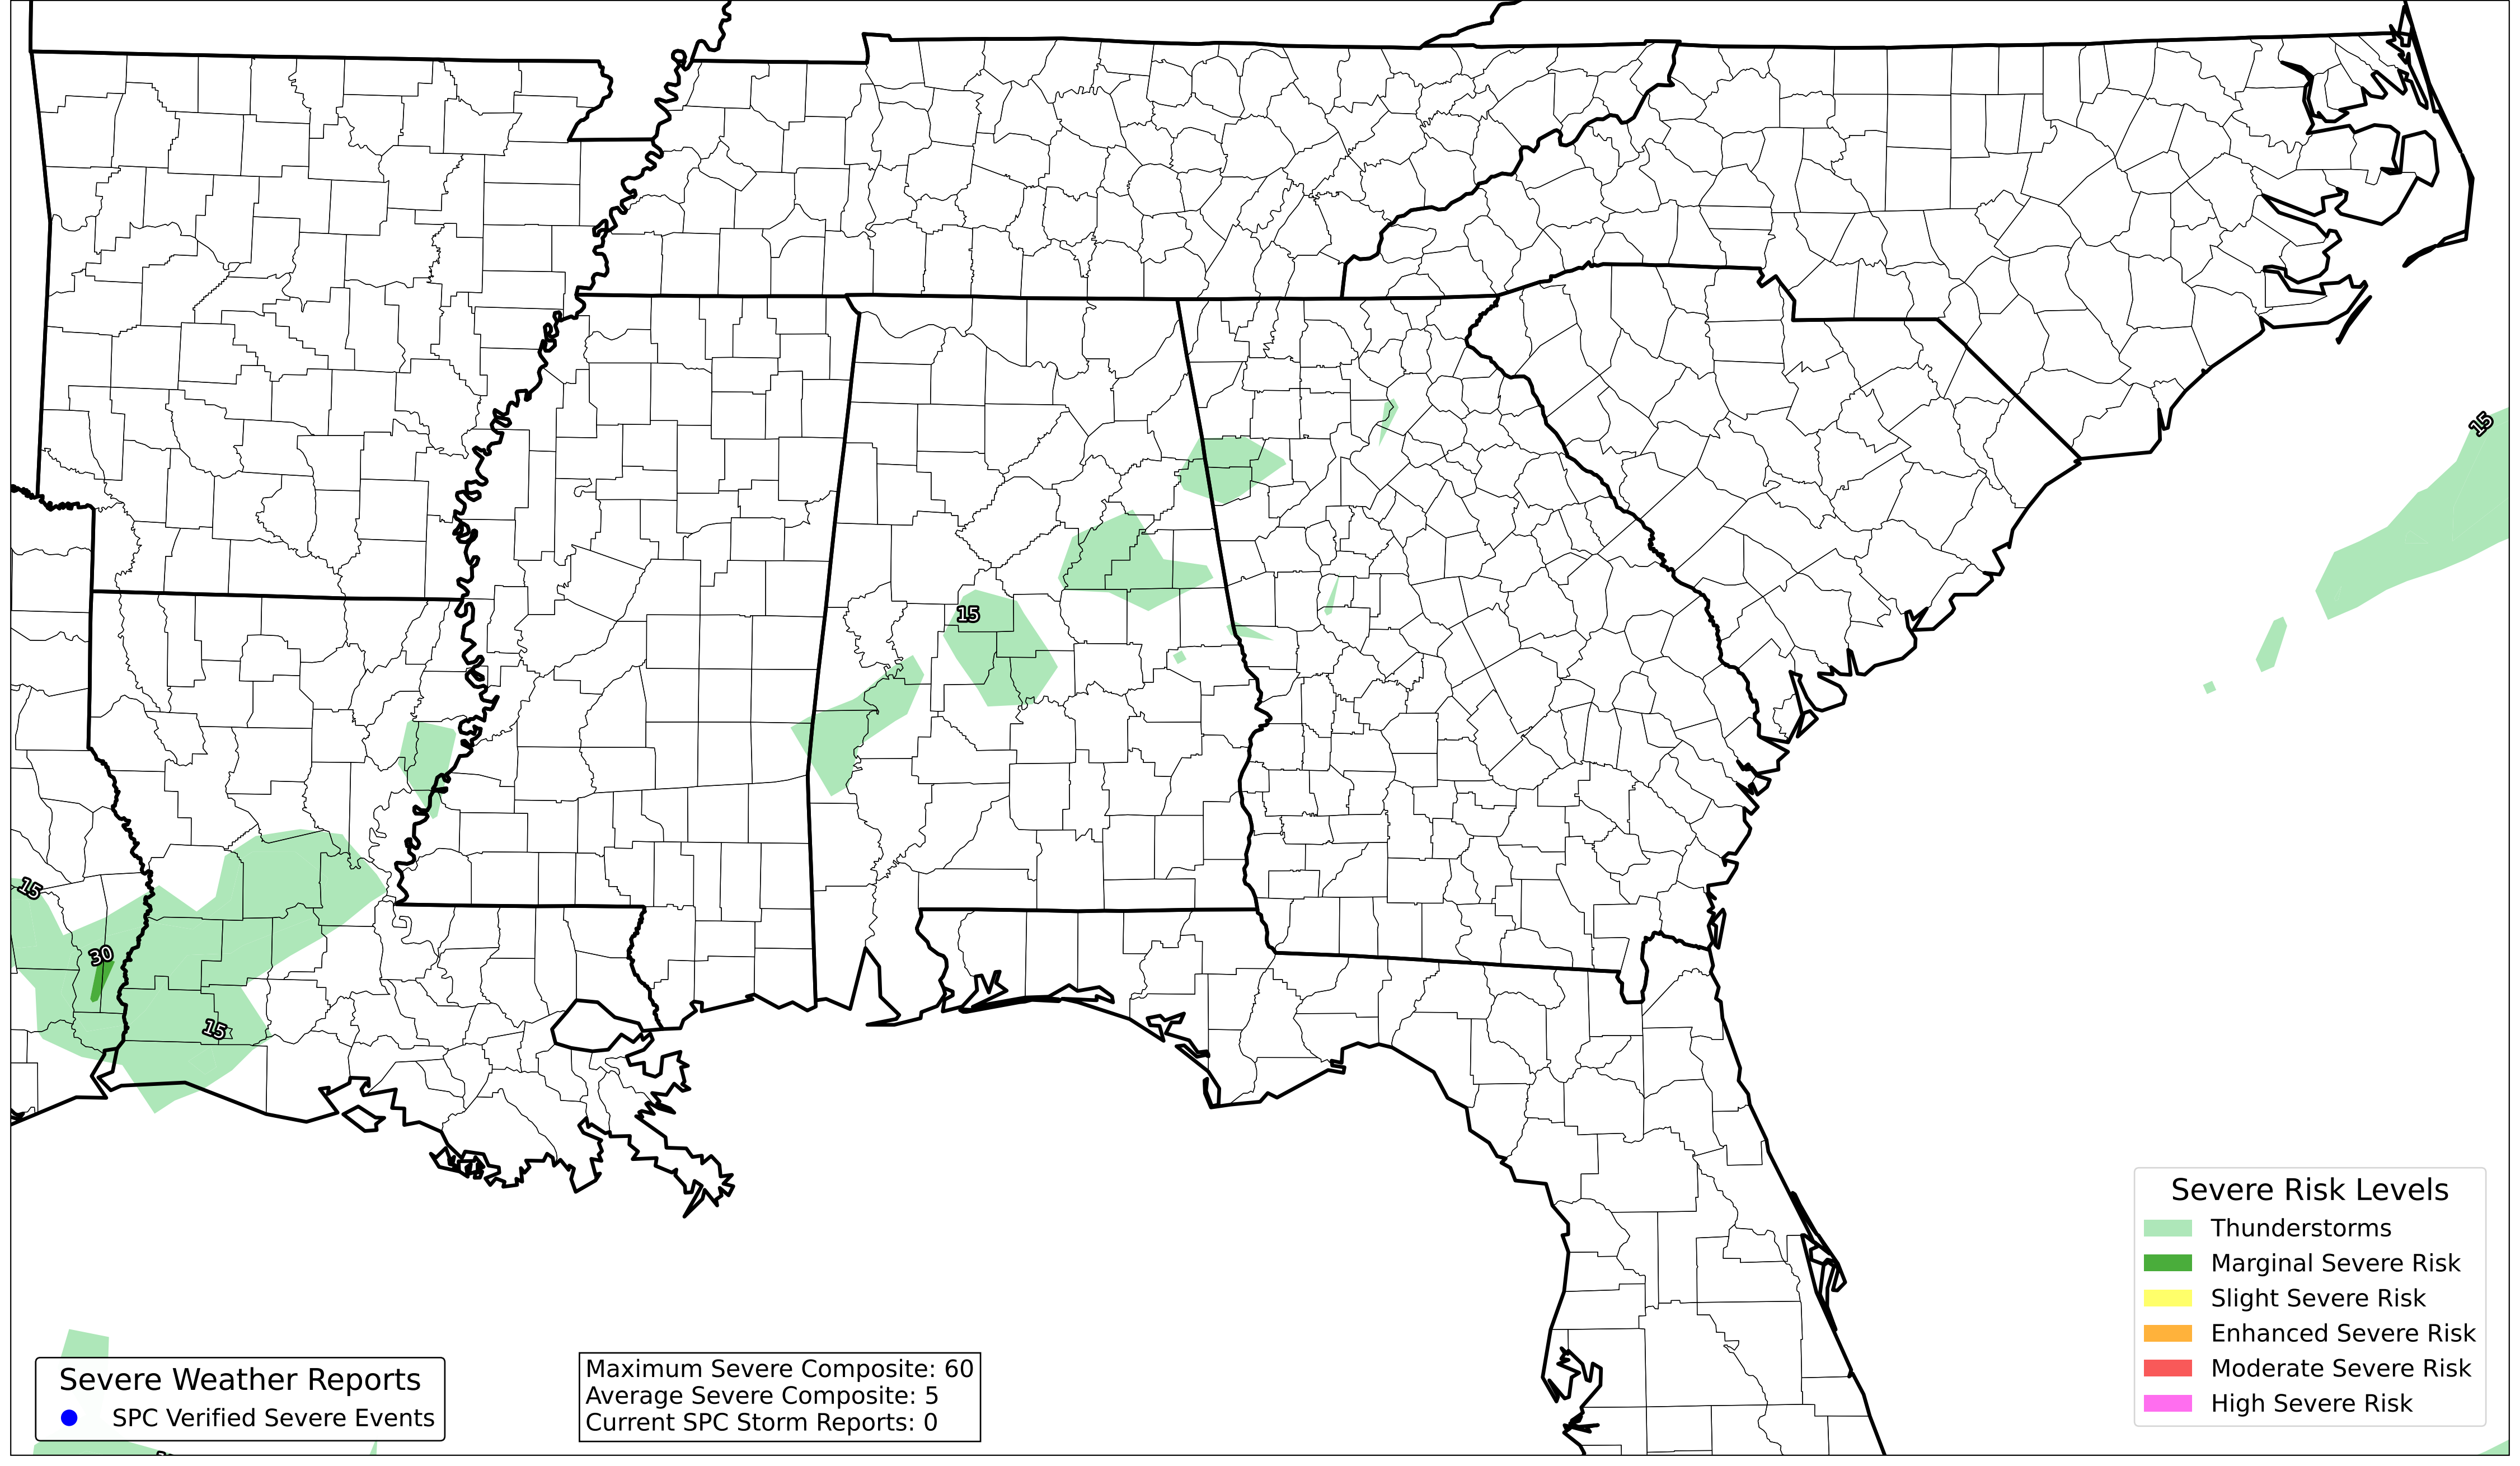 15
15
15
30
15
Severe Risk Levels
Thunderstorms
Marginal Severe Risk
Slight Severe Risk
Enhanced Severe Risk
Moderate Severe Risk
High Severe Risk
Severe Weather Reports
SPC Verified Severe Events
Maximum Severe Composite: 60
Average Severe Composite: 5
Current SPC Storm Reports: 0